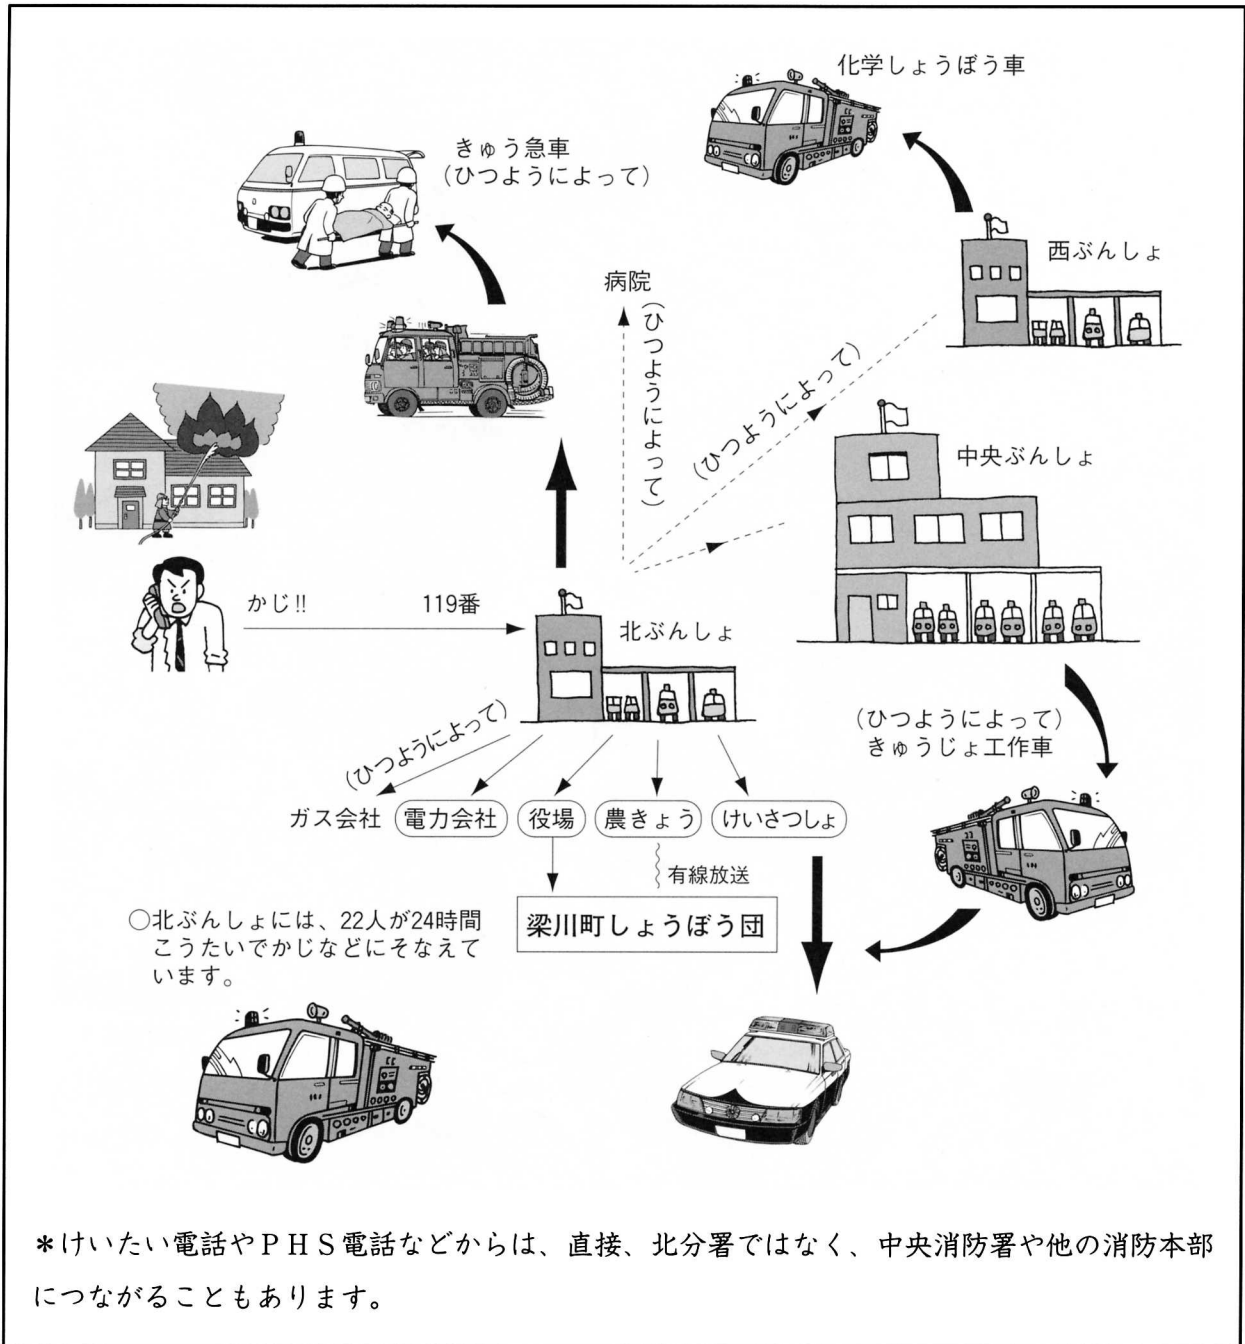 化学しょうぼう車
きゅう急車
(ひつようによって)
西ぶんしょ
病院
(ひつようによって)
(ひつようによって)
中央ぶんしょ
かじ!!
119番
北ぶんしょ
(ひつようによって)
きゅうじょ工作車
(ひつようによって)
ガス会社
電力会社
役場
農きょう
けいさつしょ
有線放送
梁川町しょうぼう団
○北ぶんしょには、22人が24時間
こうたいでかじなどにそなえて
います。
*けいたい電話やPHS電話などからは、直接、北分署ではなく、中央消防署や他の消防本部
につながることもあります。